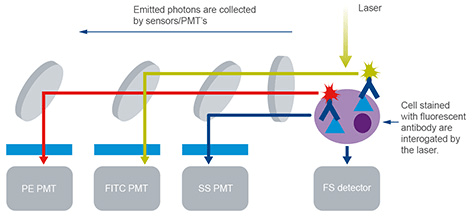 Emitted photons are collected
by sensors/PMT's
Laser
Cell stained
with fluorescent
antibody are
interogated by
the laser.
PE PMT
FITC PMT
SS PMT
FS detector